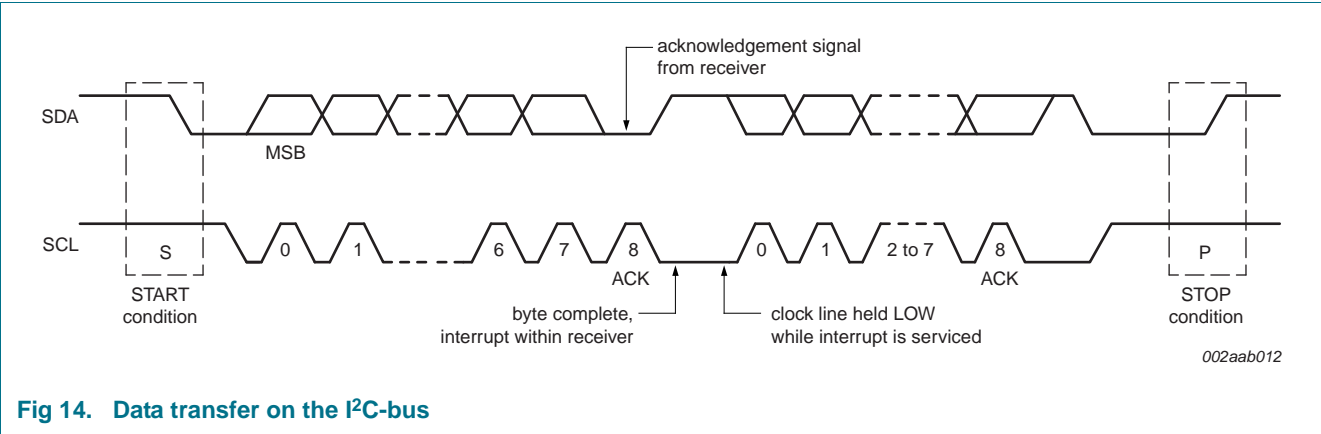 acknowledgement signal
from receiver
SDA
MSB
SCL
S
0
1
6
7
8
0
1
2 to 7
8
P
ACK
ACK
START
condition
byte complete,
interrupt within receiver
clock line held LOW
while interrupt is serviced
STOP
condition
002aab012
Fig 14. Data transfer on the I²C-bus